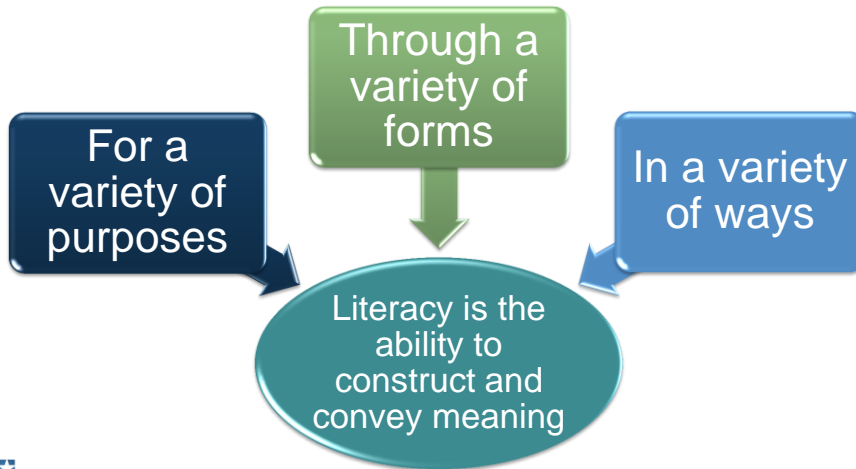 Through a
variety of
forms
For a
variety of
purposes
In a variety
of ways
Literacy is the
ability to
construct and
convey meaning